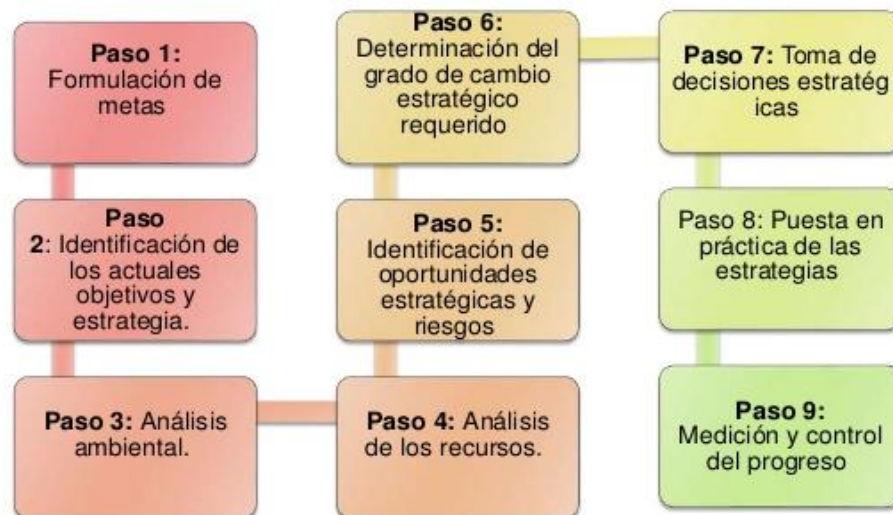 Paso 1:
Formulación de
metas
Paso
2: Identificación de
los actuales
objetivos y
estrategia.
Paso 3: Análisis
ambiental.
Paso 4: Análisis
de los recursos.
Paso 5:
Identificación de
oportunidades
estratégicas y
riesgos
Paso 6:
Determinación del
grado de cambio
estratégico
requerido
Paso 7: Toma de
decisiones estratég
icas
Paso 8: Puesta en
práctica de las
estrategias
Paso 9:
Medición y control
del progreso